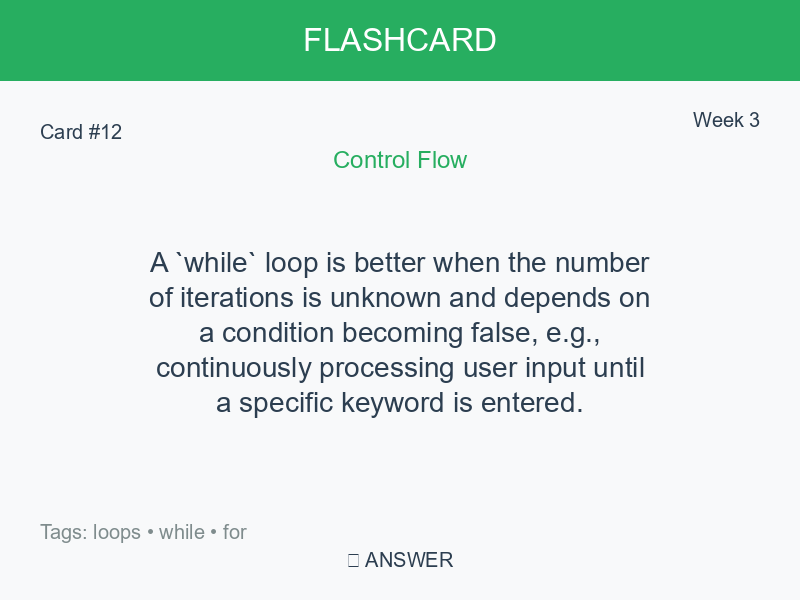 FLASHCARD
Card #12
Week 3
Control Flow
A `while` loop is better when the number
of iterations is unknown and depends on
a condition becoming false, e.g.,
continuously processing user input until
a specific keyword is entered.
Tags: loops • while • for
ANSWER